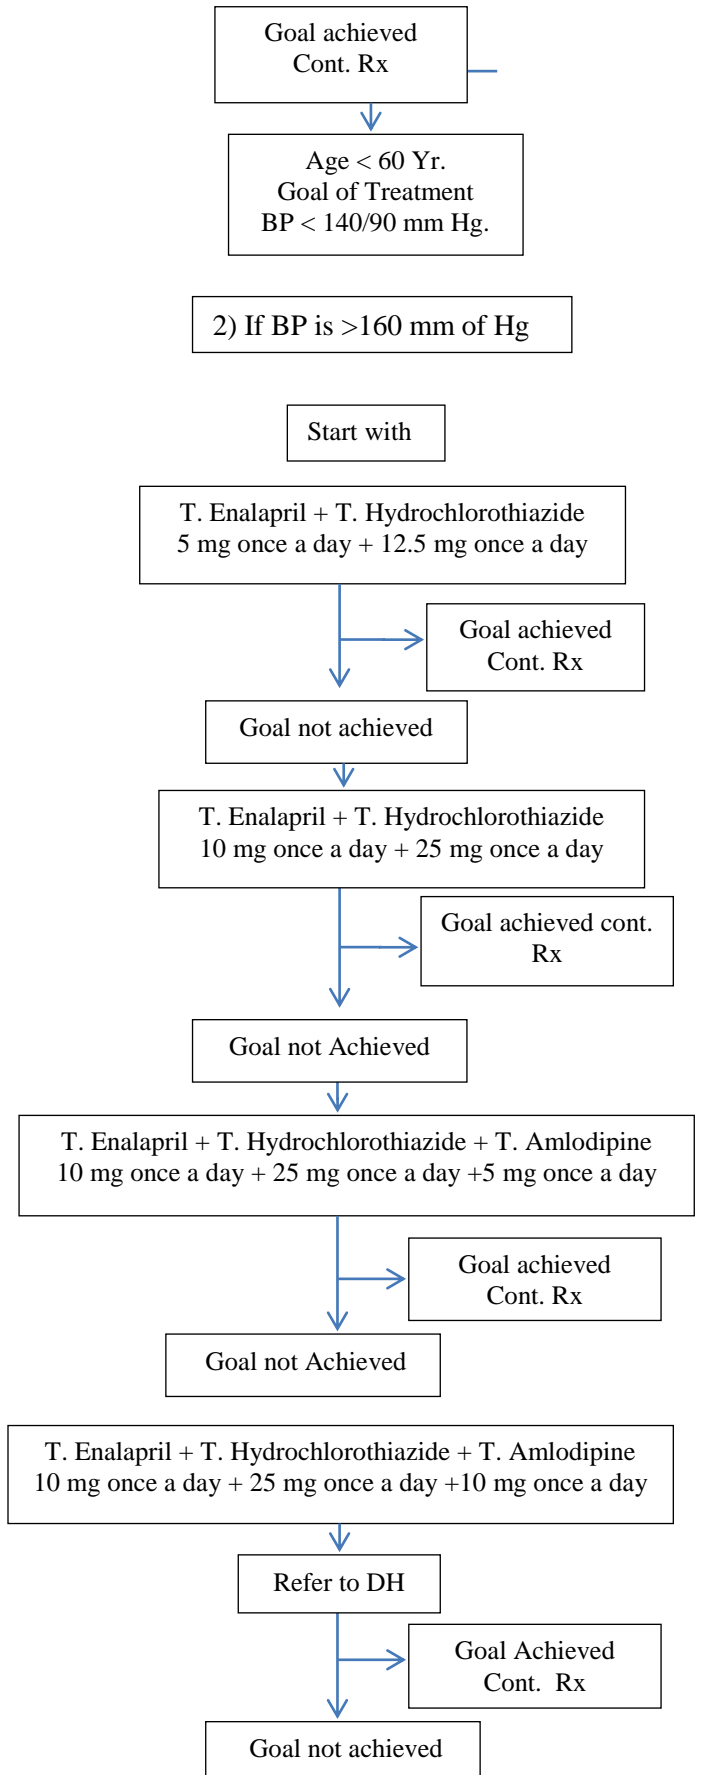 Goal achieved
Cont. Rx
Age < 60 Yr.
Goal of Treatment
BP < 140/90 mm Hg.
2) If BP is >160 mm of Hg
Start with
T. Enalapril + T. Hydrochlorothiazide
5 mg once a day + 12.5 mg once a day
Goal achieved
Cont. Rx
Goal not achieved
T. Enalapril + T. Hydrochlorothiazide
10 mg once a day + 25 mg once a day
Goal achieved cont.
Rx
Goal not Achieved
T. Enalapril + T. Hydrochlorothiazide + T. Amlodipine
10 mg once a day + 25 mg once a day +5 mg once a day
Goal achieved
Cont. Rx
Goal not Achieved
T. Enalapril + T. Hydrochlorothiazide + T. Amlodipine
10 mg once a day + 25 mg once a day +10 mg once a day
Refer to DH
Goal Achieved
Cont. Rx
Goal not achieved